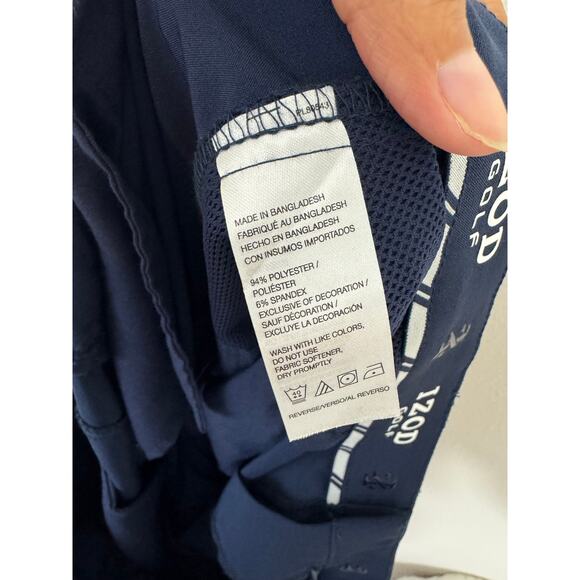 PL89543
MADE IN BANGLADESH
FABRIQUÉ AU BANGLADESH
HECHO EN BANGLADESH
CON INSUMOS IMPORTADOS
94% POLYESTER /
POLIÉSTER
6% SPANDEX
EXCLUSIVE OF DECORATION /
SAUF DÉCORATION /
EXCLUYE LA DECORACIÓN
WASH WITH LIKE COLORS,
DO NOT USE
FABRIC SOFTENER,
DRY PROMPTLY
REVERSE/VERSO/AL REVERSO
GOLF
IZOD
GOLF